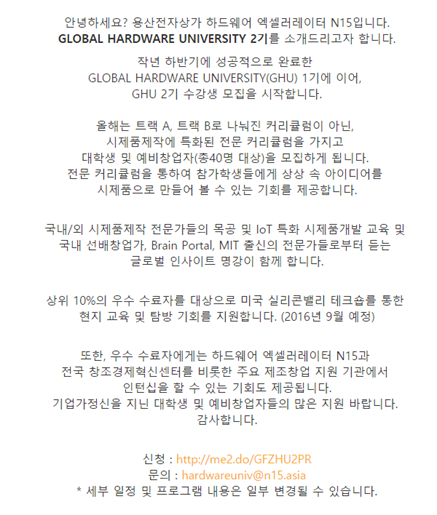 안녕하세요? 용산전자상가 하드웨어 엑셀러레이터 N15입니다.
GLOBAL HARDWARE UNIVERSITY 2기를 소개드리고자 합니다.
작년 하반기에 성공적으로 완료한
GLOBAL HARDWARE UNIVERSITY(GHU) 1기에 이어,
GHU 2기 수강생 모집을 시작합니다.
올해는 트랙 A, 트랙 B로 나눠진 커리큘럼이 아닌,
시제품제작에 특화된 전문 커리큘럼을 가지고
대학생 및 예비창업자(총40명 대상)을 모집하게 됩니다.
전문 커리큘럼을 통하여 참가학생들에게 상상 속 아이디어를
시제품으로 만들어 볼 수 있는 기회를 제공합니다.
국내/외 시제품제작 전문가들의 목공 및 IoT 특화 시제품개발 교육 및
국내 선배창업가, Brain Portal, MIT 출신의 전문가들로부터 듣는
글로벌 인사이트 명강이 함께 합니다.
상위 10%의 우수 수료자를 대상으로 미국 실리콘밸리 테크숍을 통한
현지 교육 및 탐방 기회를 지원합니다. (2016년 9월 예정)
또한, 우수 수료자에게는 하드웨어 엑셀러레이터 N15과
전국 창조경제혁신센터를 비롯한 주요 제조창업 지원 기관에서
인턴십을 할 수 있는 기회도 제공됩니다.
기업가정신을 지닌 대학생 및 예비창업자들의 많은 지원 바랍니다.
감사합니다.
신청 : http://me2.do/GFZHU2PR
문의 : hardwareuniv@n15.asia
* 세부 일정 및 프로그램 내용은 일부 변경될 수 있습니다.